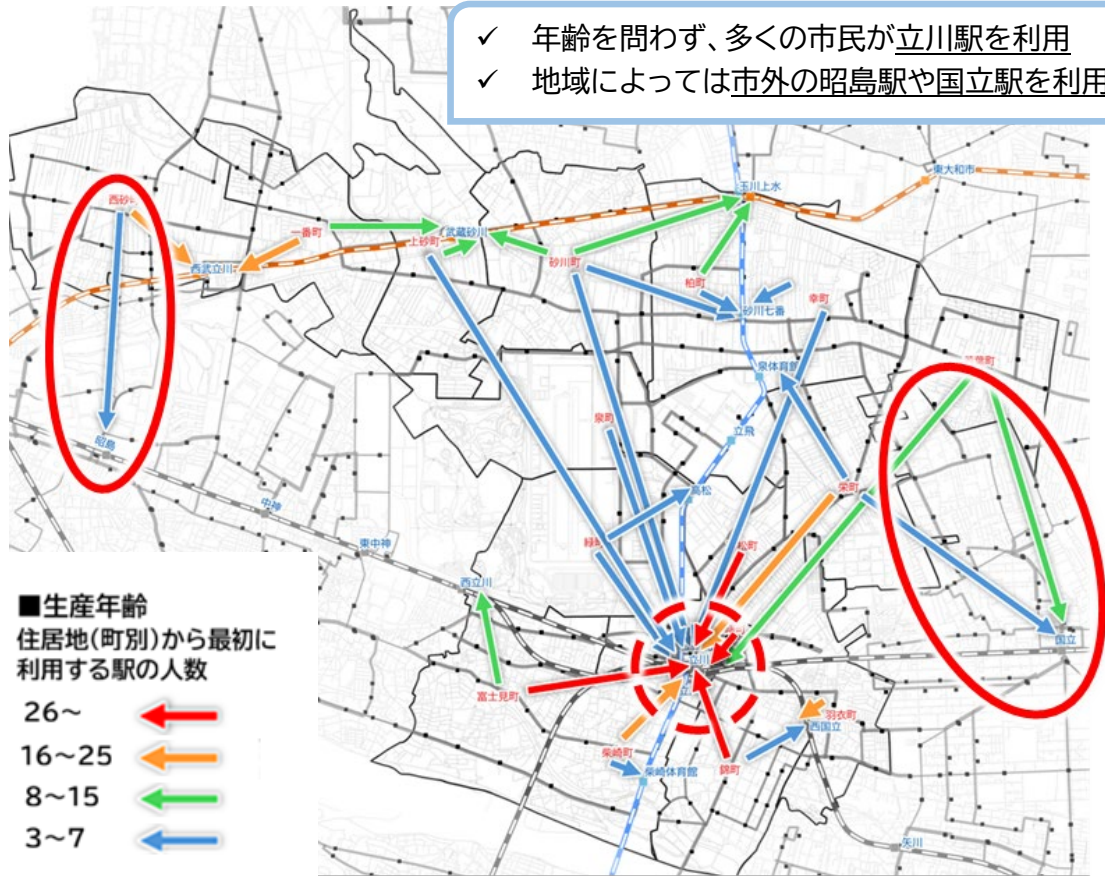 ✓ 年齢を問わず、多くの市民が立川駅を利用
✓ 地域によっては市外の昭島駅や国立駅を利用
東大和市
玉川上水
西砂
一番町
上砂町
武蔵砂川
砂川町
西武立川
柏町
幸町
砂川七番
泉体育館
泉町
立飛
栄町
高松
昭島
中神
東中神
松町
西立川
立川
国立
富士見町
羽衣町
西国立
柴崎町
柴崎体育館
錦町
矢川
■生産年齢
住居地(町別)から最初に
利用する駅の人数
26~
16~25
8~15
3~7